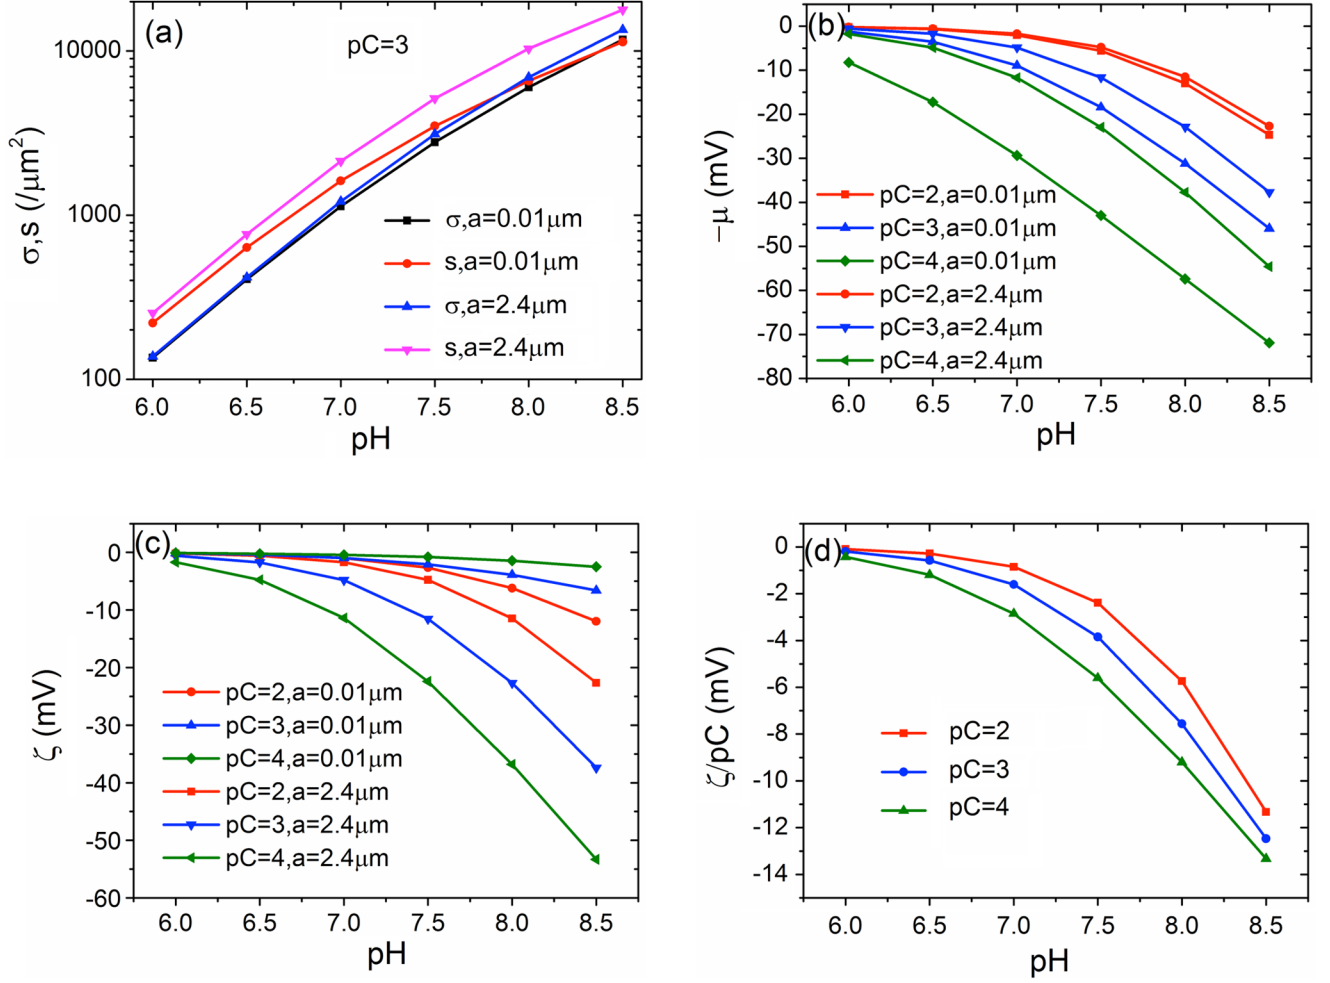 (a)
pC=3
σ,s (/μm²)
10000
1000
100
σ,a=0.01μm
s,a=0.01μm
σ,a=2.4μm
s,a=2.4μm
6.0 6.5 7.0 7.5 8.0 8.5
pH
(b)
−μ (mV)
0
-10
-20
-30
-40
-50
-60
-70
-80
pC=2,a=0.01μm
pC=3,a=0.01μm
pC=4,a=0.01μm
pC=2,a=2.4μm
pC=3,a=2.4μm
pC=4,a=2.4μm
6.0 6.5 7.0 7.5 8.0 8.5
pH
(c)
ζ (mV)
0
-10
-20
-30
-40
-50
-60
pC=2,a=0.01μm
pC=3,a=0.01μm
pC=4,a=0.01μm
pC=2,a=2.4μm
pC=3,a=2.4μm
pC=4,a=2.4μm
6.0 6.5 7.0 7.5 8.0 8.5
pH
(d)
ζ/pC (mV)
0
-2
-4
-6
-8
-10
-12
-14
pC=2
pC=3
pC=4
6.0 6.5 7.0 7.5 8.0 8.5
pH